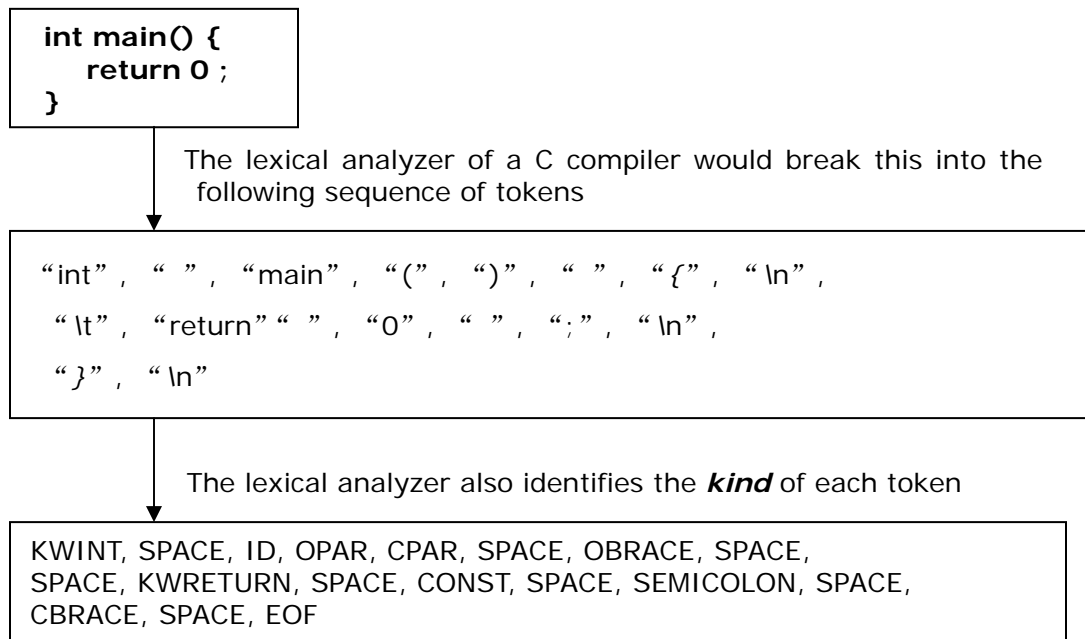 int main() {
return 0 ;
}
The lexical analyzer of a C compiler would break this into the
following sequence of tokens
“int” , “ ” , “main” , “(” , “)” , “ ” , “{” , “\n” ,
“\t” , “return” “ ” , “0” , “ ” , “;” , “\n” ,
“}” , “\n”
The lexical analyzer also identifies the kind of each token
KWINT, SPACE, ID, OPAR, CPAR, SPACE, OBRACE, SPACE,
SPACE, KWRETURN, SPACE, CONST, SPACE, SEMICOLON, SPACE,
CBRACE, SPACE, EOF